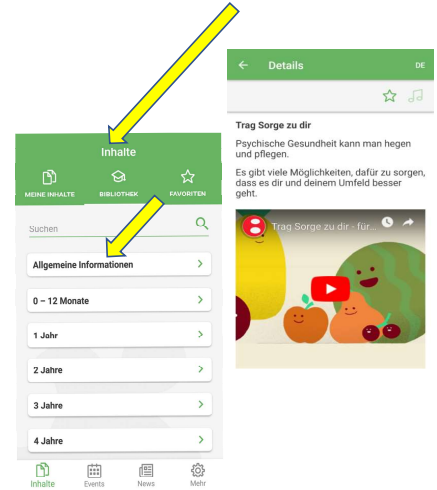 Inhalte
MEINE INHALTE
BIBLIOTHEK
FAVORITEN
Suchen
Allgemeine Informationen
0 – 12 Monate
1 Jahr
2 Jahre
3 Jahre
4 Jahre
Inhalte
Events
News
Mehr
Details
DE
Trag Sorge zu dir
Psychische Gesundheit kann man hegen
und pflegen.
Es gibt viele Möglichkeiten, dafür zu sorgen,
dass es dir und deinem Umfeld besser
geht.
Trag Sorge zu dir - für...